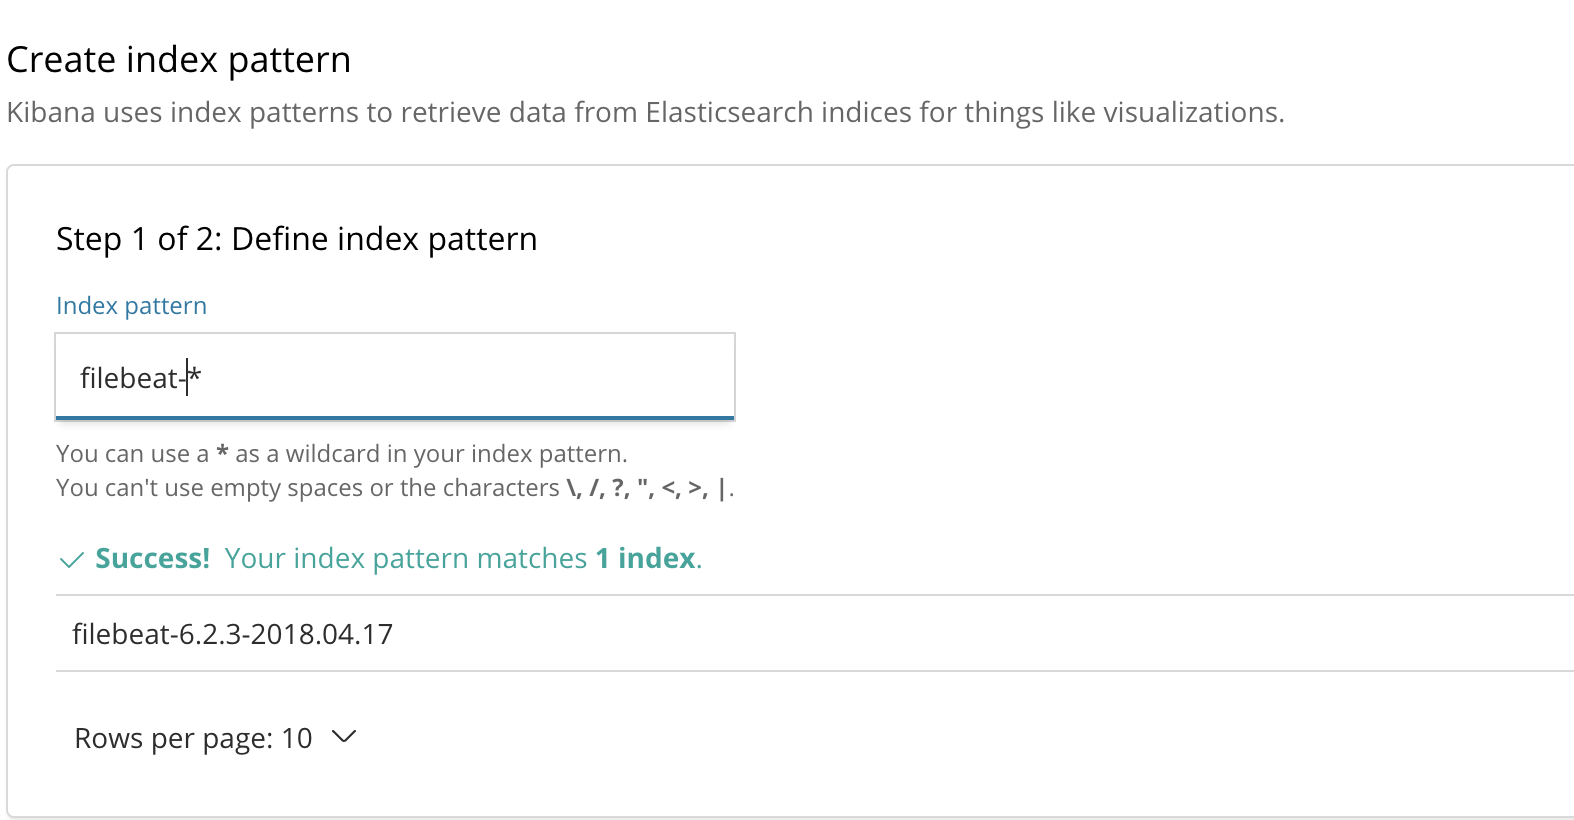 Create index pattern
Kibana uses index patterns to retrieve data from Elasticsearch indices for things like visualizations.
Step 1 of 2: Define index pattern
Index pattern
filebeat-*
You can use a * as a wildcard in your index pattern.
You can't use empty spaces or the characters \, /, ?, ", <, >, |.
Success! Your index pattern matches 1 index.
filebeat-6.2.3-2018.04.17
Rows per page: 10